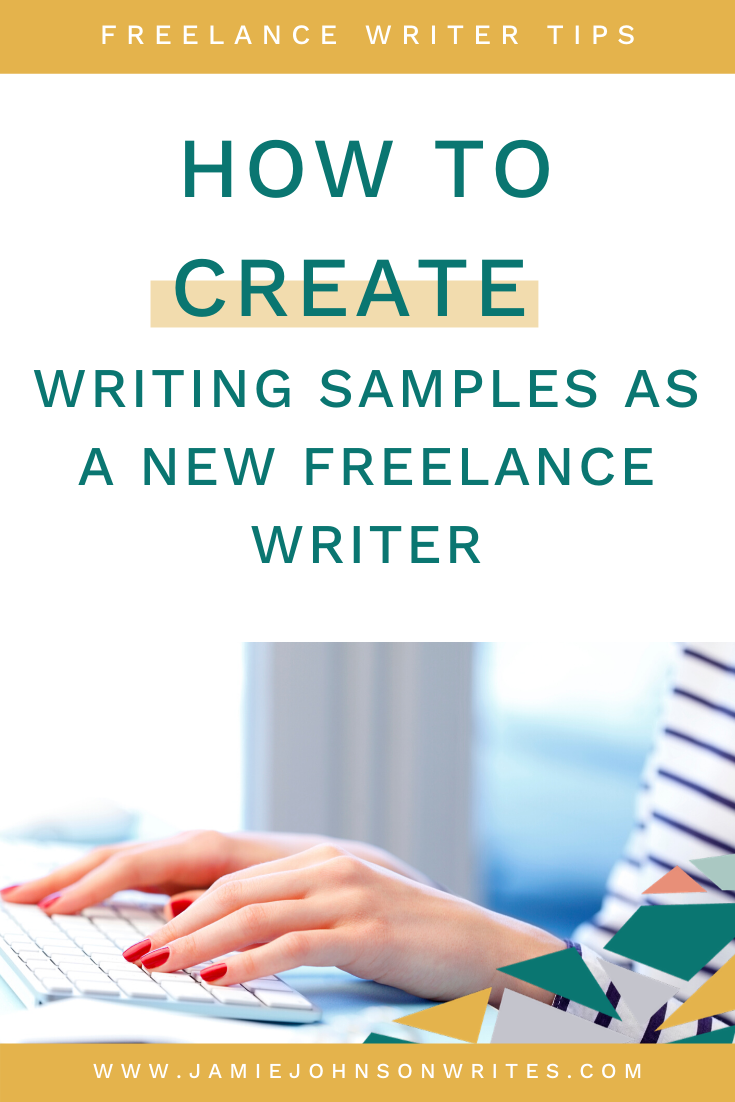 FREELANCE WRITER TIPS
HOW TO
CREATE
WRITING SAMPLES AS
A NEW FREELANCE
WRITER
WWW.JAMIEJOHNSONWRITES.COM